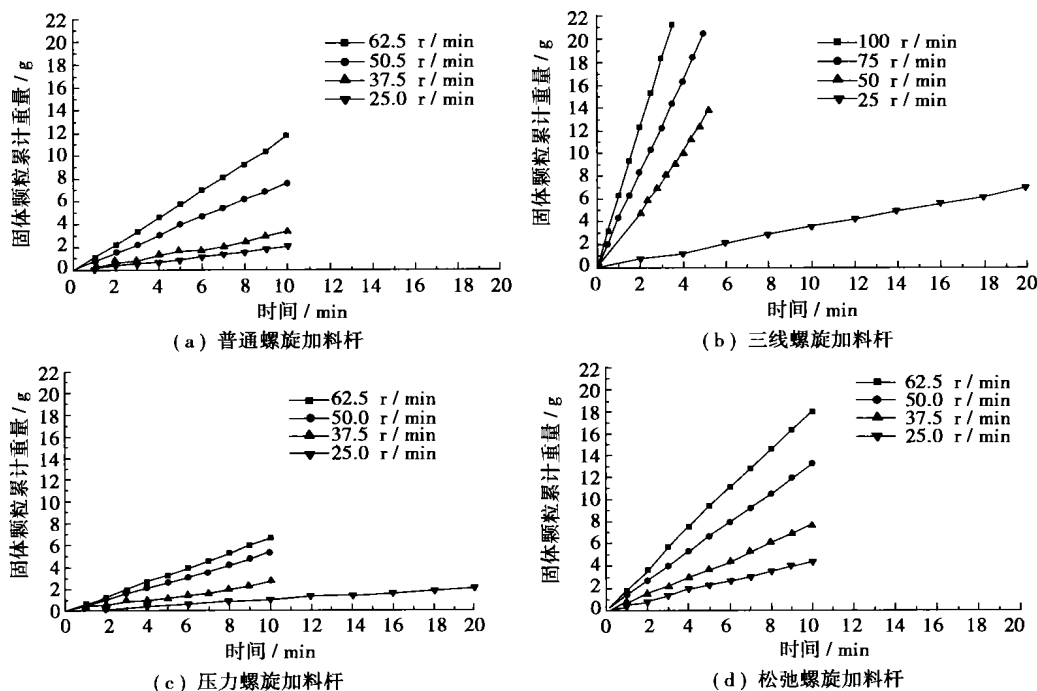 固体颗粒累计重量 / g
22
20
18
16
14
12
10
8
6
4
2
0
62.5 r / min
50.5 r / min
37.5 r / min
25.0 r / min
0 2 4 6 8 10 12 14 16 18 20
时间 / min
(a) 普通螺旋加料杆
固体颗粒累计重量 / g
22
20
18
16
14
12
10
8
6
4
2
0
100 r / min
75 r / min
50 r / min
25 r / min
0 2 4 6 8 10 12 14 16 18 20
时间 / min
(b) 三线螺旋加料杆
固体颗粒累计重量 / g
22
20
18
16
14
12
10
8
6
4
2
0
62.5 r / min
50.0 r / min
37.5 r / min
25.0 r / min
0 2 4 6 8 10 12 14 16 18 20
时间 / min
(c) 压力螺旋加料杆
固体颗粒累计重量 / g
22
20
18
16
14
12
10
8
6
4
2
0
62.5 r / min
50.0 r / min
37.5 r / min
25.0 r / min
0 2 4 6 8 10 12 14 16 18 20
时间 / min
(d) 松弛螺旋加料杆